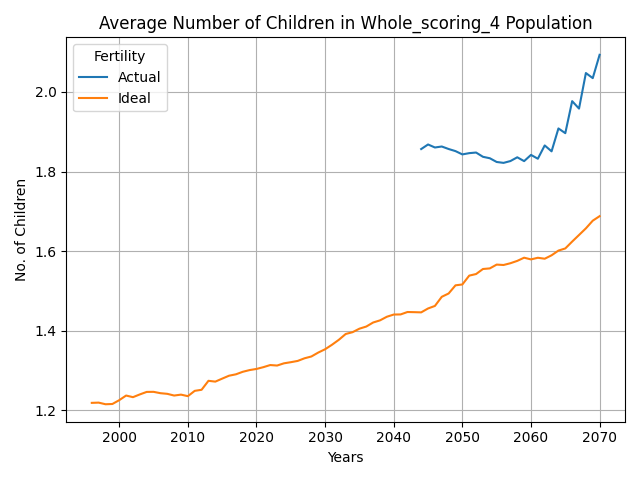 Average Number of Children in Whole_scoring_4 Population
Fertility
Actual
Ideal
No. of Children
2.0
1.8
1.6
1.4
1.2
2000 2010 2020 2030 2040 2050 2060 2070
Years